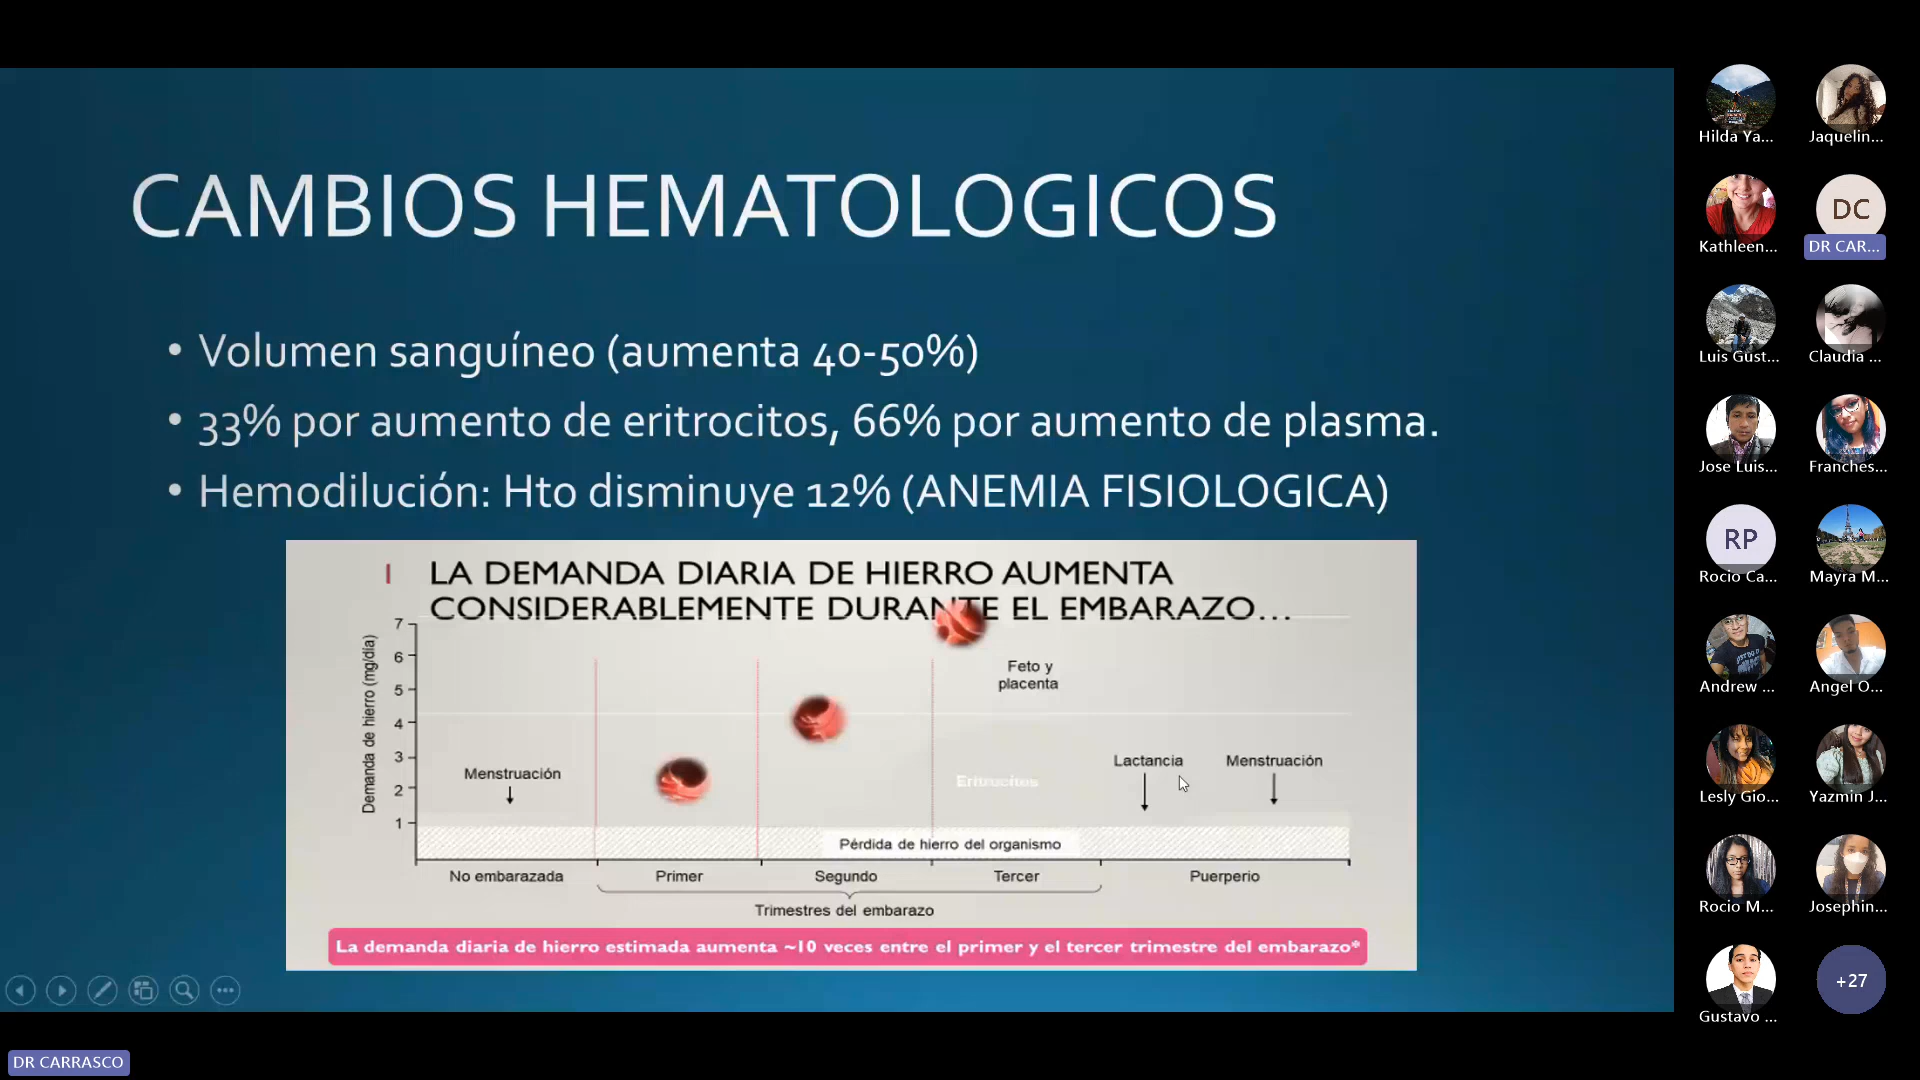 CAMBIOS HEMATOLOGICOS
• Volumen sanguíneo (aumenta 40-50%)
• 33% por aumento de eritrocitos, 66% por aumento de plasma.
• Hemodilución: Hto disminuye 12% (ANEMIA FISIOLOGICA)
LA DEMANDA DIARIA DE HIERRO AUMENTA
CONSIDERABLEMENTE DURANTE EL EMBARAZO...
Demanda de hierro (mg/día)
7
6
5
4
3
2
1
Feto y
placenta
Menstruación
Eritrocitos
Lactancia
Menstruación
Pérdida de hierro del organismo
No embarazada
Primer
Segundo
Tercer
Puerperio
Trimestres del embarazo
La demanda diaria de hierro estimada aumenta ~10 veces entre el primer y el tercer trimestre del embarazo*
DR CARRASCO
Hilda Ya...
Jaquelin...
Kathleen...
DC
DR CAR...
Luis Gust...
Claudia ...
Jose Luis...
Franches...
RP
Rocio Ca...
Mayra M...
Andrew ...
Angel O...
Lesly Gio...
Yazmin J...
Rocio M...
Josephin...
Gustavo ...
+27